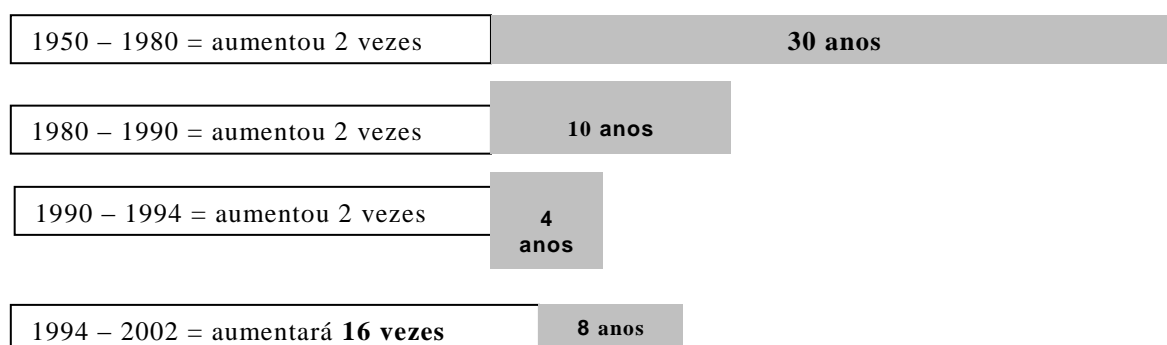 1950 – 1980 = aumentou 2 vezes 30 anos
1980 – 1990 = aumentou 2 vezes 10 anos
1990 – 1994 = aumentou 2 vezes 4
anos
1994 – 2002 = aumentará 16 vezes 8 anos